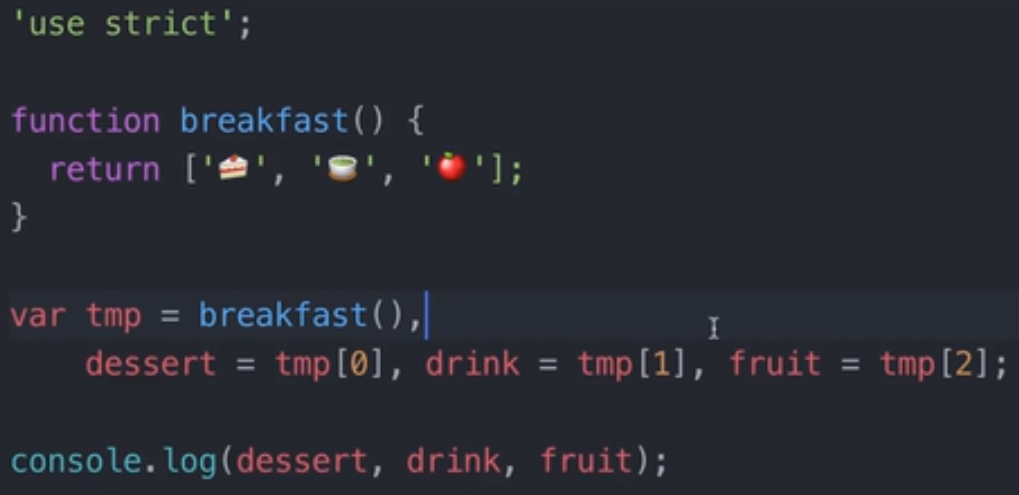 'use strict';
function breakfast() {
  return ['🍰', '🍵', '🍎'];
}
var tmp = breakfast(),
    dessert = tmp[0], drink = tmp[1], fruit = tmp[2];
console.log(dessert, drink, fruit);